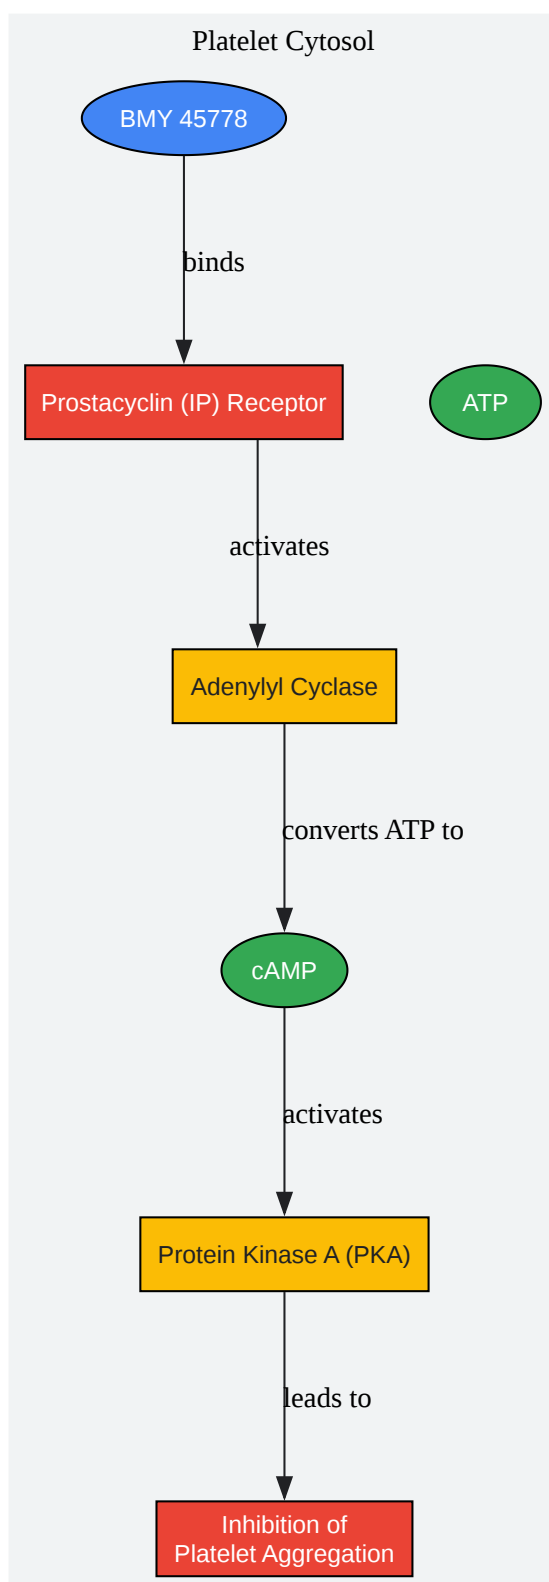 Platelet Cytosol
BMY 45778
binds
Prostacyclin (IP) Receptor
ATP
activates
Adenylyl Cyclase
converts ATP to
cAMP
activates
Protein Kinase A (PKA)
leads to
Inhibition of
Platelet Aggregation